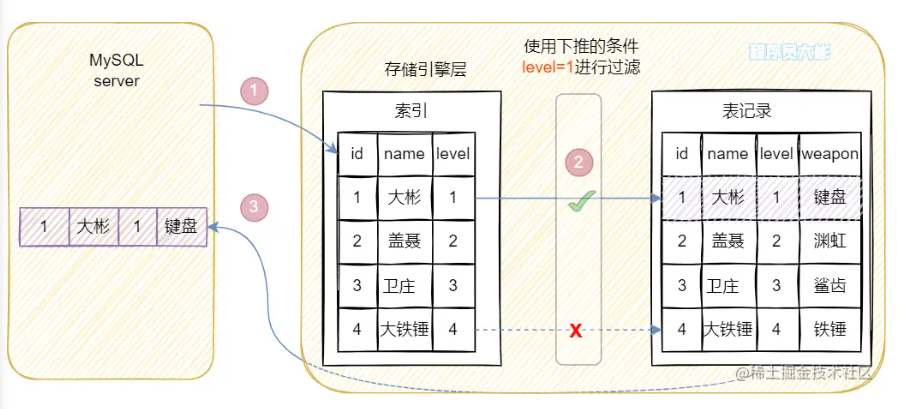 MySQL
server
1
3
1 大彬 1 键盘
存储引擎层
使用下推的条件
level=1进行过滤
程序员大彬
索引
id name level
1 大彬 1
2 盖聂 2
3 卫庄 3
4 大铁锤 4
2
X
表记录
id name level weapon
1 大彬 1 键盘
2 盖聂 2 渊虹
3 卫庄 3 鲨齿
4 大铁锤 4 铁锤
@稀土掘金技术社区